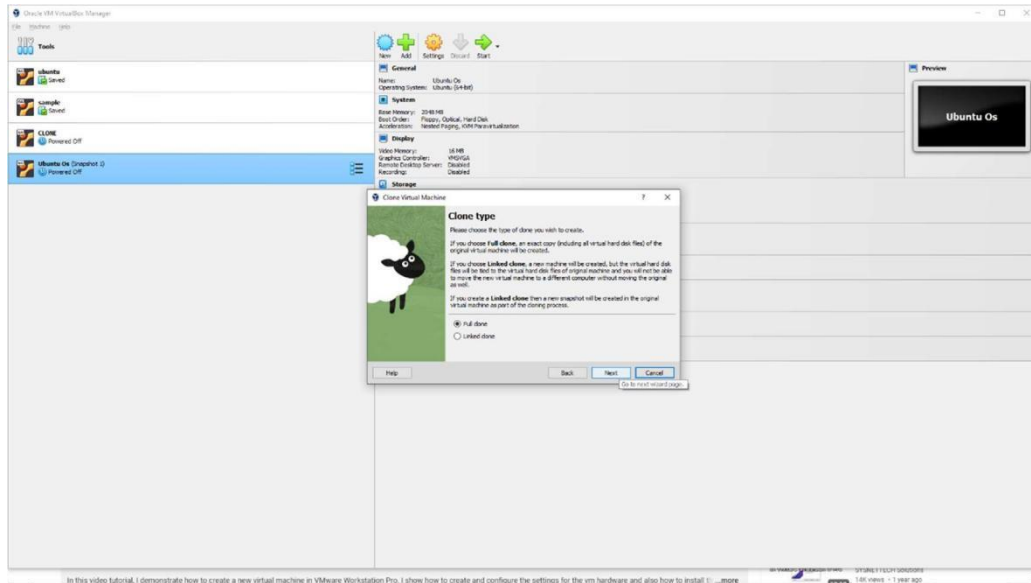 Oracle VM VirtualBox Manager
File Machine Help
Tools
ubuntu
Saved
sample
Saved
CLONE
Powered Off
Ubuntu Os (Snapshot 1)
Powered Off
New Add Settings Discard Start
General
Name: Ubuntu Os
Operating System: Ubuntu (64-bit)
System
Base Memory: 2048 MB
Boot Order: Floppy, Optical, Hard Disk
Acceleration: Nested Paging, KVM Paravirtualization
Display
Video Memory: 16 MB
Graphics Controller: VMSVGA
Remote Desktop Server: Disabled
Recording: Disabled
Storage
Preview
Ubuntu Os
Clone Virtual Machine ? ×
Clone type
Please choose the type of clone you wish to create.
If you choose Full clone, an exact copy (including all virtual hard disk files) of the
original virtual machine will be created.
If you choose Linked clone, a new machine will be created, but the virtual hard disk
files will be tied to the virtual hard disk files of original machine and you will not be able
to move the new virtual machine to a different computer without moving the original
as well.
If you create a Linked clone then a new snapshot will be created in the original
virtual machine as part of the cloning process.
Full clone
Linked clone
Help Back Next Cancel
Go to next wizard page.
In this video tutorial, I demonstrate how to create a new virtual machine in VMware Workstation Pro. I show how to create and configure the settings for the vm hardware and also how to install ...more
14K views • 1 year ago